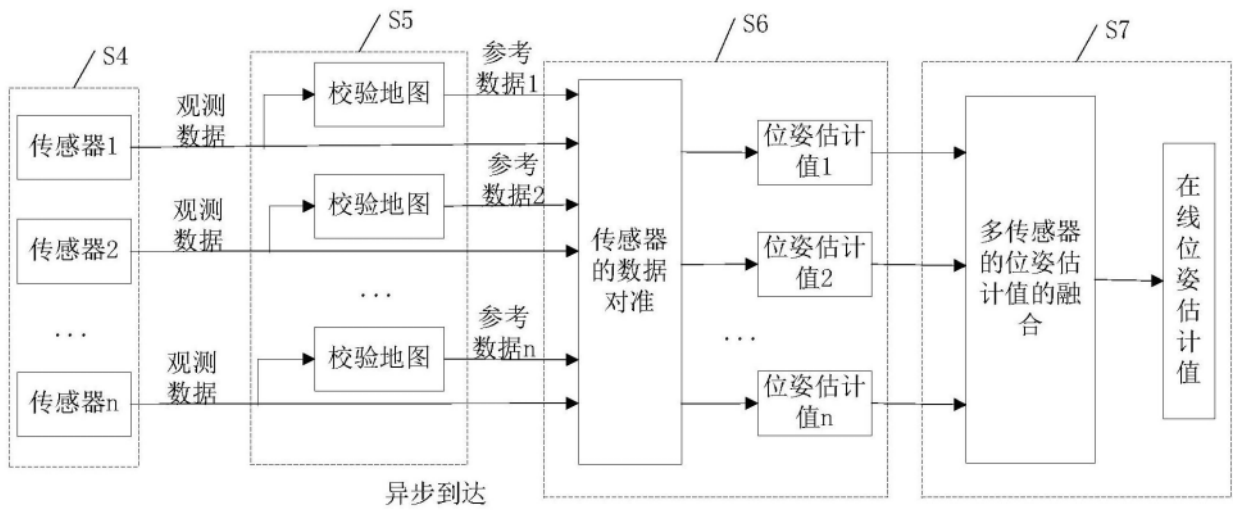 S4
S5
S6
S7
传感器1
观测
数据
校验地图
参考
数据1
传感器2
观测
数据
校验地图
参考
数据2
...
...
传感器n
观测
数据
校验地图
参考
数据n
异步到达
传感器
的数据
对准
位姿估计
值1
位姿估计
值2
...
位姿估计
值n
多传感器
的位姿估
计值的融
合
在
线
位
姿
估
计
值